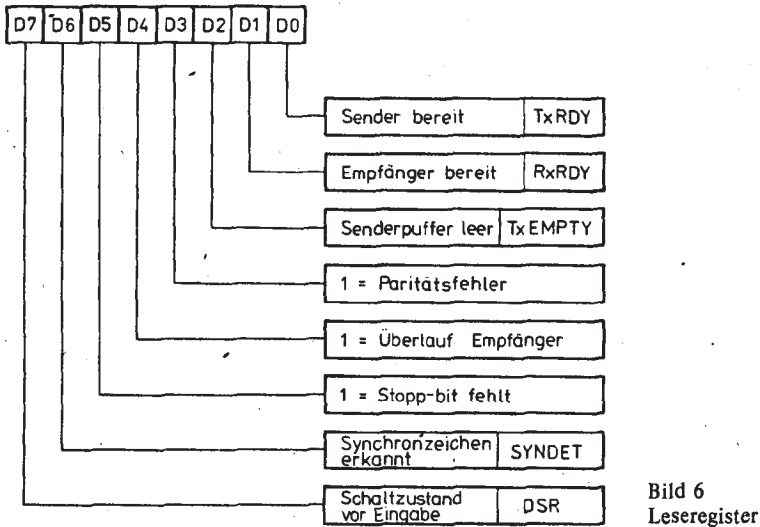 D7 D6 D5 D4 D3 D2 D1 D0
Sender bereit TxRDY
Empfänger bereit RxRDY
Senderpuffer leer TxEMPTY
1 = Paritätsfehler
1 = Überlauf Empfänger
1 = Stopp-bit fehlt
Synchronzeichen
erkannt SYNDET
Schaltzustand
vor Eingabe DSR
Bild 6
Leseregister